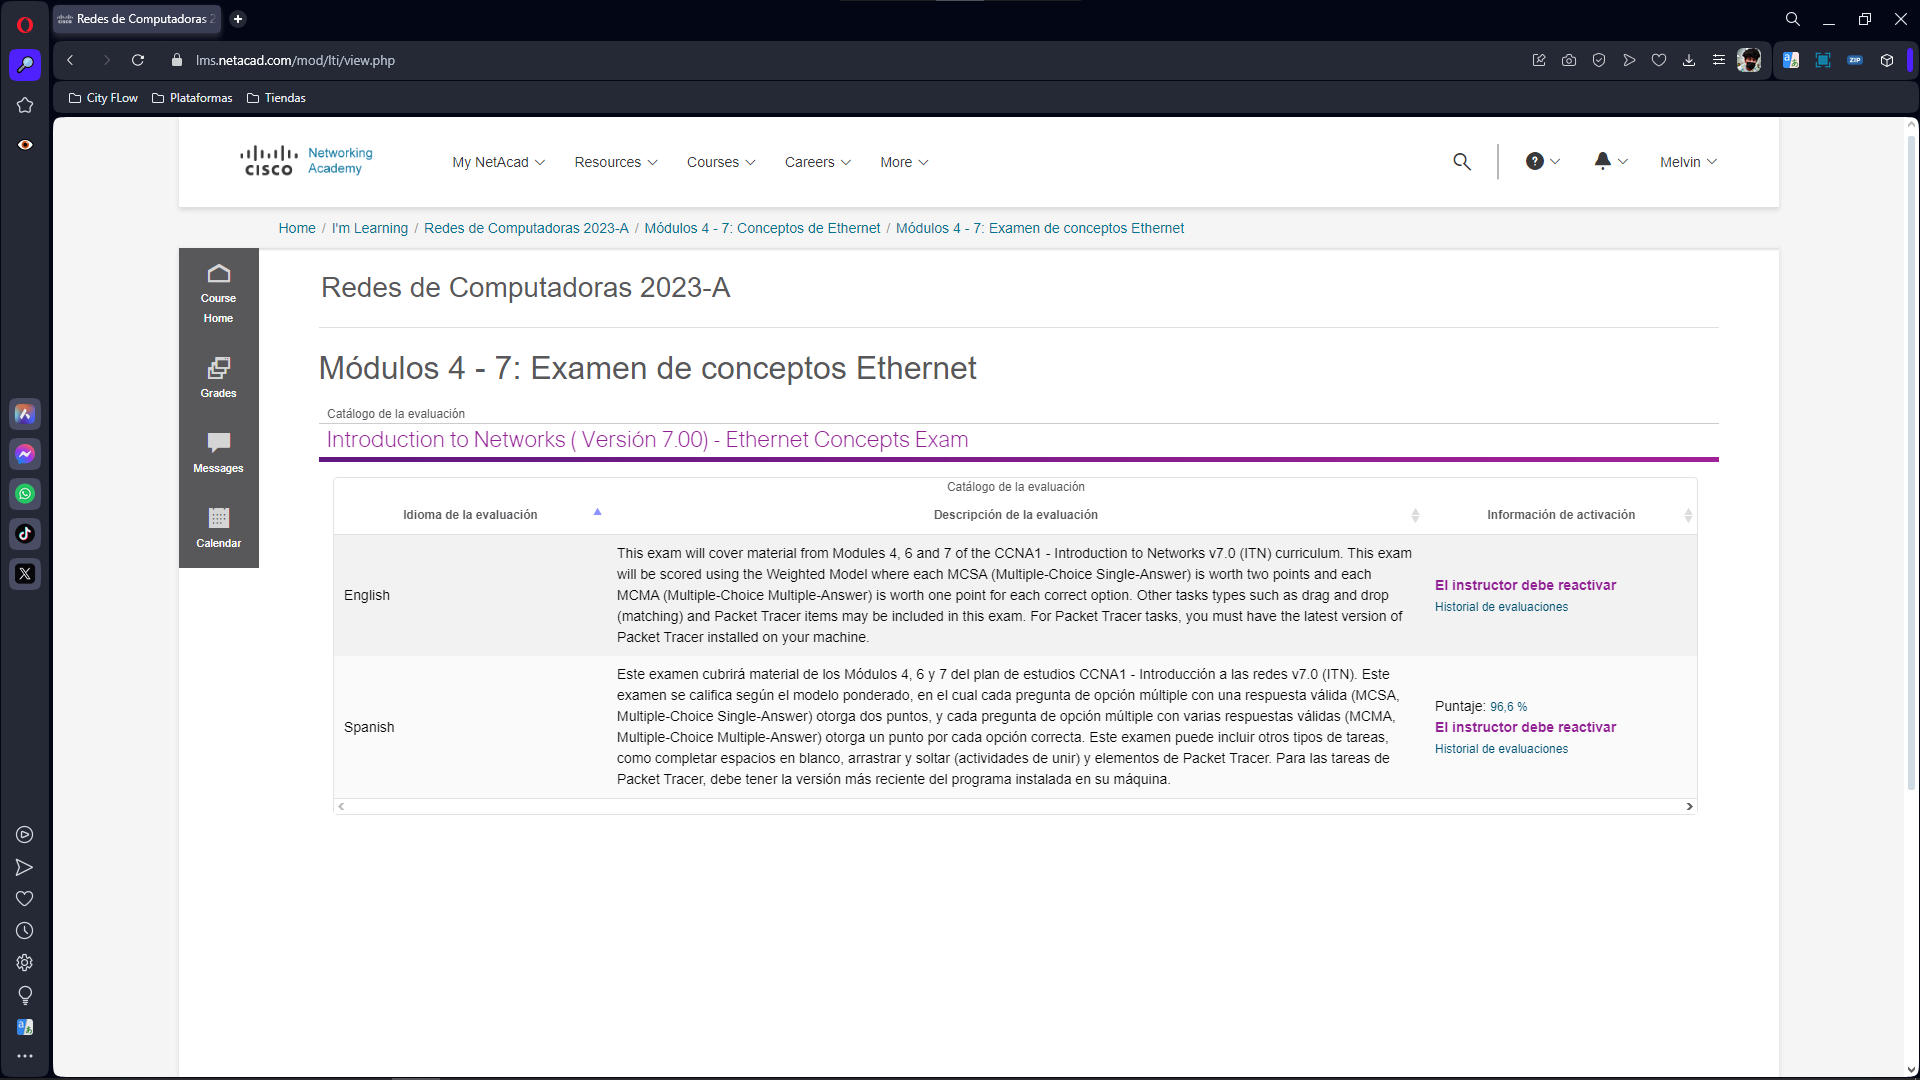 Redes de Computadoras 2
lms.netacad.com/mod/lti/view.php
ZIP
City FLow
Plataformas
Tiendas
CISCO
Networking
Academy
My NetAcad
Resources
Courses
Careers
More
?
Melvin
Home / I'm Learning / Redes de Computadoras 2023-A / Módulos 4 - 7: Conceptos de Ethernet / Módulos 4 - 7: Examen de conceptos Ethernet
Course
Home
Grades
Messages
Calendar
Redes de Computadoras 2023-A
Módulos 4 - 7: Examen de conceptos Ethernet
Catálogo de la evaluación
Introduction to Networks ( Versión 7.00) - Ethernet Concepts Exam
Catálogo de la evaluación
Idioma de la evaluación
Descripción de la evaluación
Información de activación
English
This exam will cover material from Modules 4, 6 and 7 of the CCNA1 - Introduction to Networks v7.0 (ITN) curriculum. This exam
will be scored using the Weighted Model where each MCSA (Multiple-Choice Single-Answer) is worth two points and each
MCMA (Multiple-Choice Multiple-Answer) is worth one point for each correct option. Other tasks types such as drag and drop
(matching) and Packet Tracer items may be included in this exam. For Packet Tracer tasks, you must have the latest version of
Packet Tracer installed on your machine.
El instructor debe reactivar
Historial de evaluaciones
Spanish
Este examen cubrirá material de los Módulos 4, 6 y 7 del plan de estudios CCNA1 - Introducción a las redes v7.0 (ITN). Este
examen se califica según el modelo ponderado, en el cual cada pregunta de opción múltiple con una respuesta válida (MCSA,
Multiple-Choice Single-Answer) otorga dos puntos, y cada pregunta de opción múltiple con varias respuestas válidas (MCMA,
Multiple-Choice Multiple-Answer) otorga un punto por cada opción correcta. Este examen puede incluir otros tipos de tareas,
como completar espacios en blanco, arrastrar y soltar (actividades de unir) y elementos de Packet Tracer. Para las tareas de
Packet Tracer, debe tener la versión más reciente del programa instalada en su máquina.
Puntaje: 96,6 %
El instructor debe reactivar
Historial de evaluaciones